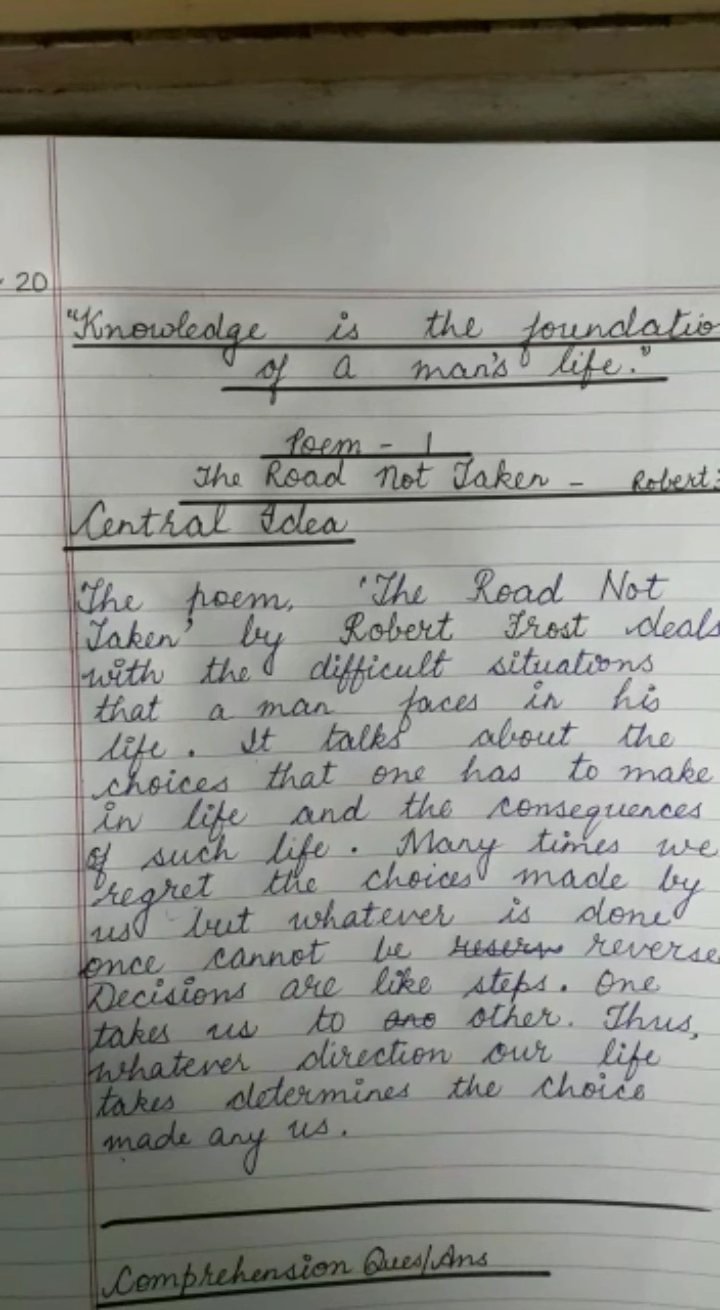 20
"Knowledge is the foundatio
of a man's life."
Poem - 1
The Road Not Taken - Robert
Central Idea
The poem, 'The Road Not
Taken' by Robert Frost deals
with the difficult situations
that a man faces in his
life. It talks about the
choices that one has to make
in life and the consequences
of such life. Many times we
regret the choices made by
us but whatever is done
once cannot be reverse
Decisions are like steps. One
takes us to other. Thus,
whatever direction our life
takes determines the choice
made any us.
Comprehension Ques/Ans